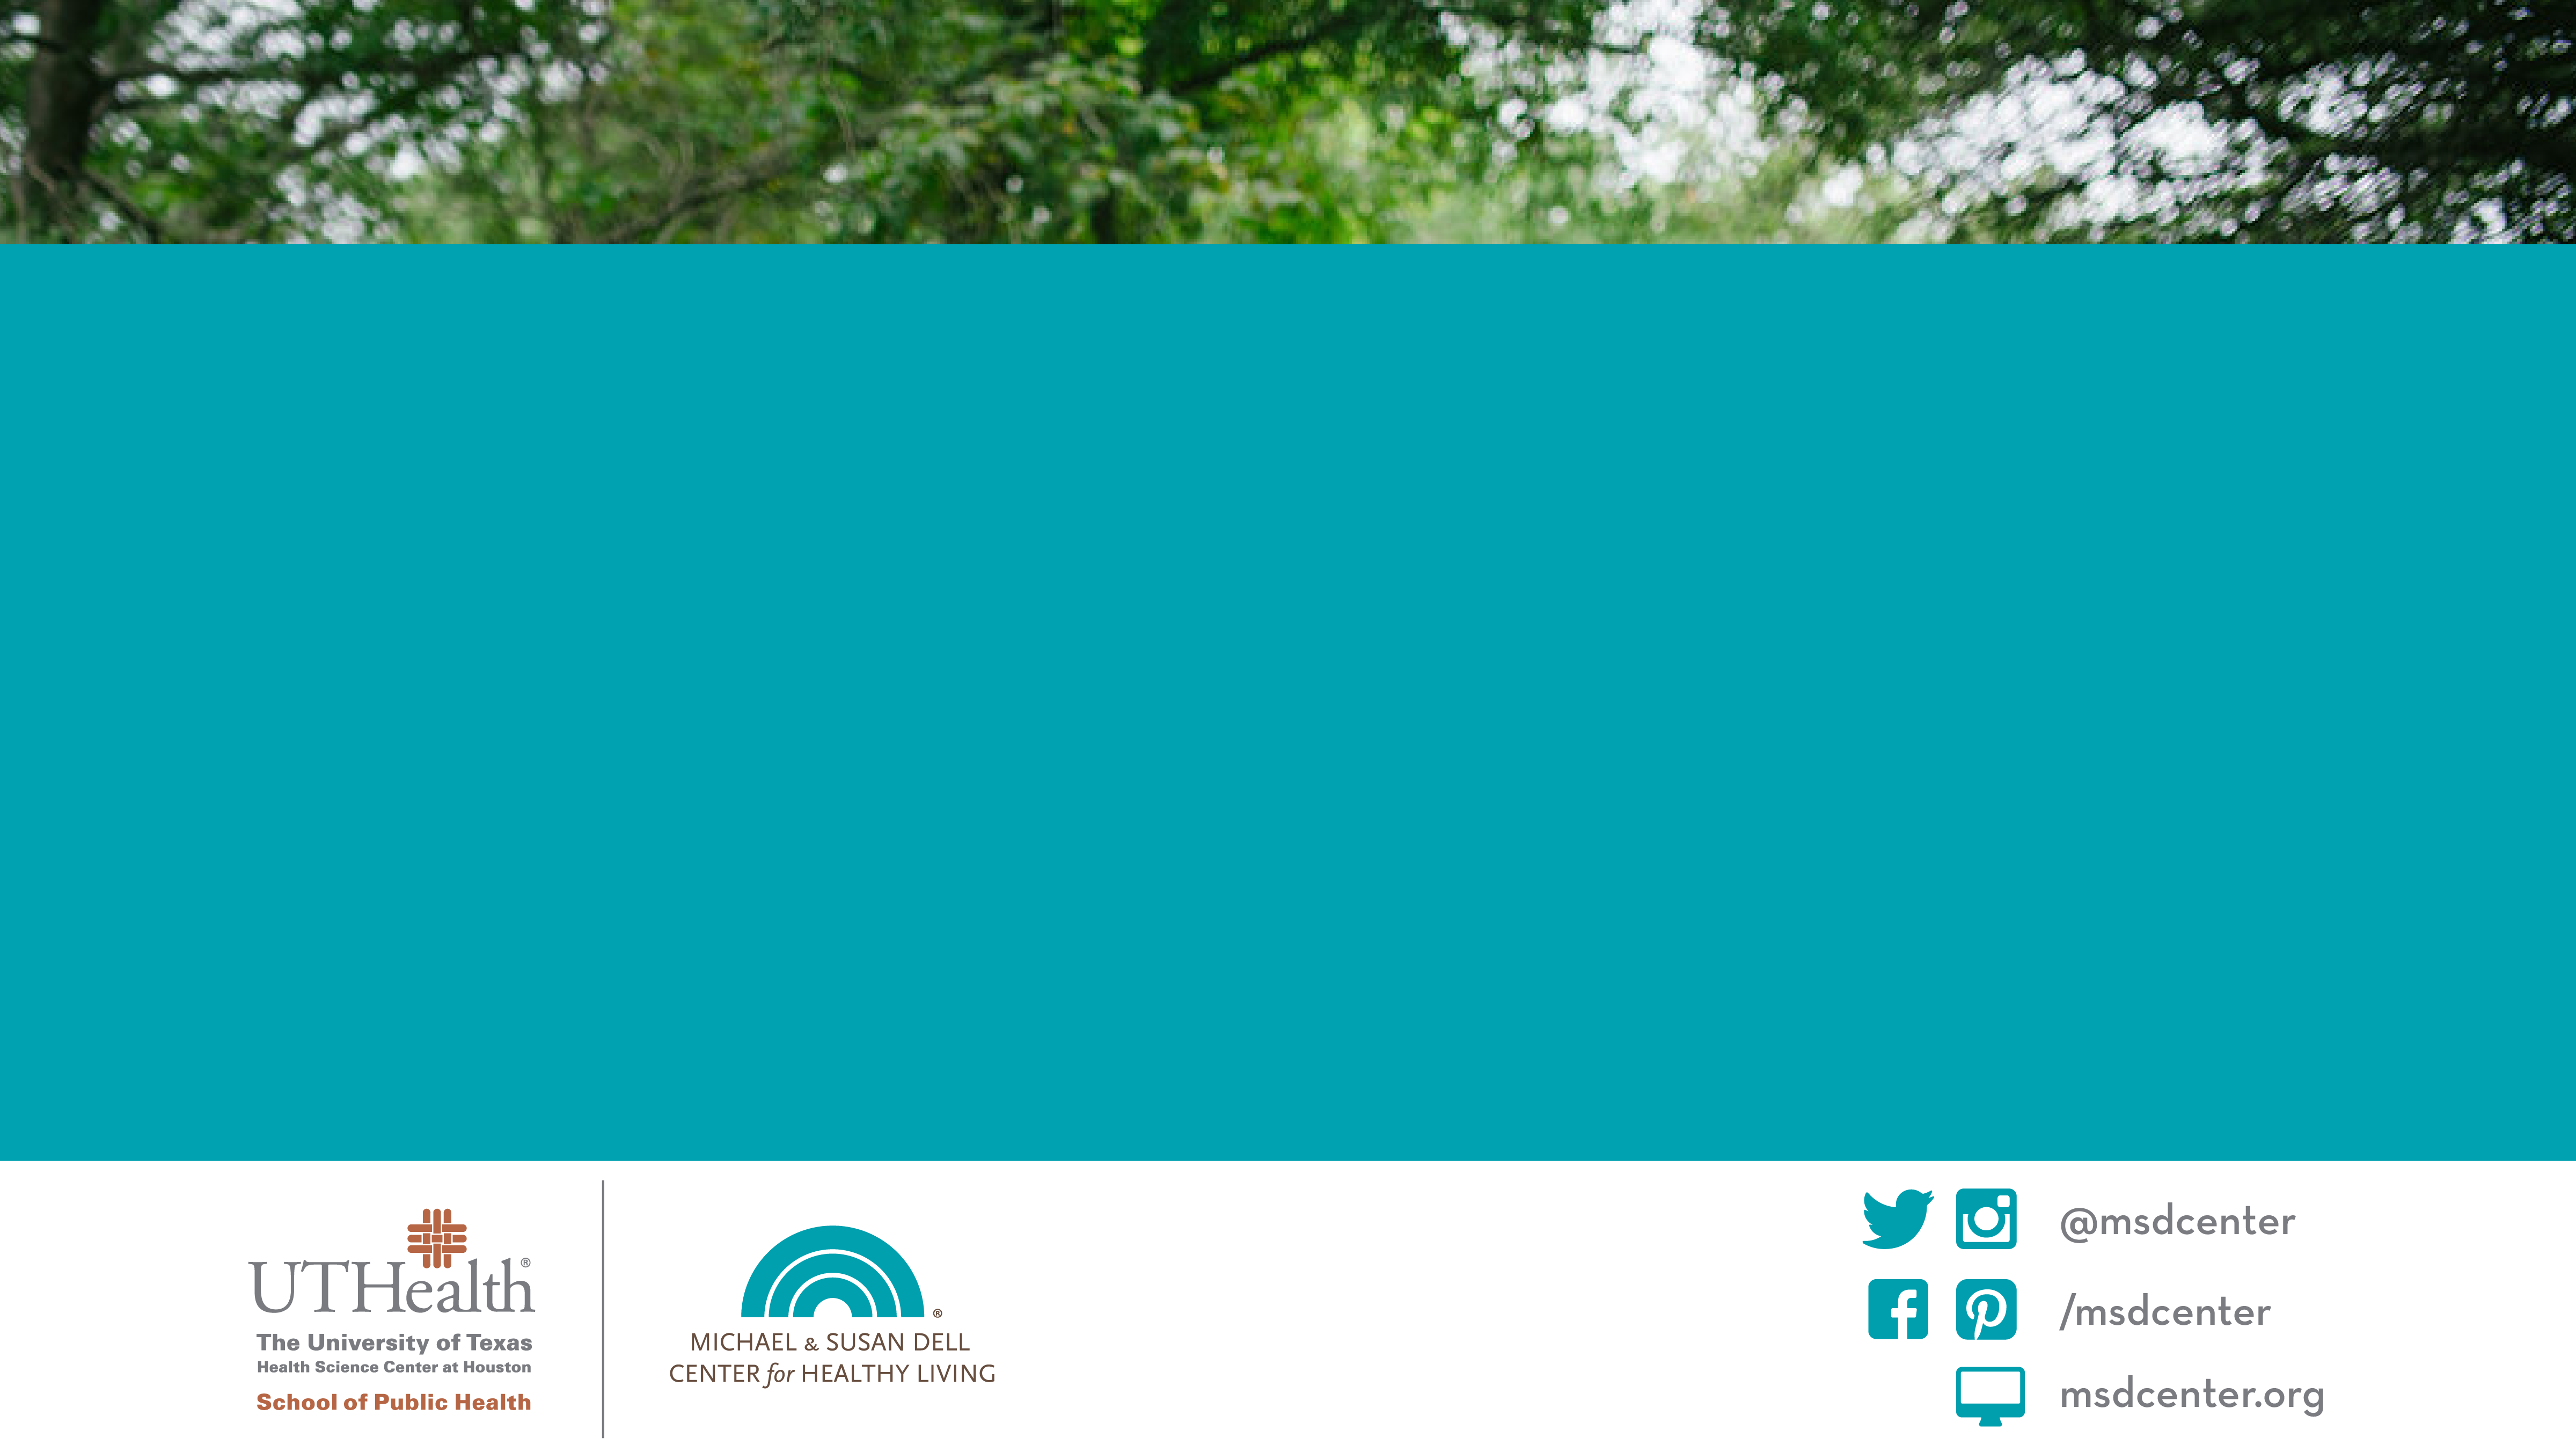 UTHealth®
The University of Texas
Health Science Center at Houston
School of Public Health
®
MICHAEL & SUSAN DELL
CENTER for HEALTHY LIVING
@msdcenter
/msdcenter
msdcenter.org